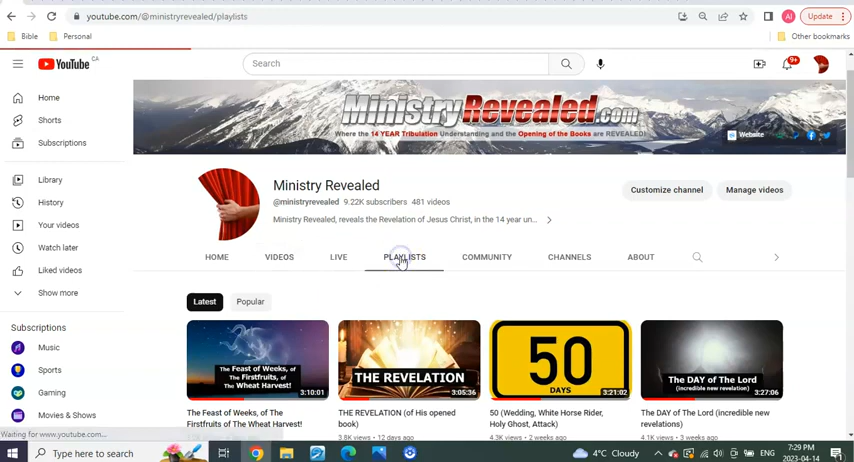 youtube.com/@ministryrevealed/playlists
AI
Update
Bible
Personal
Other bookmarks
YouTube CA
Search
9+
Home
Shorts
Subscriptions
Library
History
Your videos
Watch later
Liked videos
Show more
Subscriptions
Music
Sports
Gaming
Movies & Shows
MinistryRevealed.com
Where the 14 YEAR Tribulation Understanding and the Opening of the Books are REVEALED!
Website
Ministry Revealed
@ministryrevealed 9.22K subscribers 481 videos
Ministry Revealed, reveals the Revelation of Jesus Christ, in the 14 year un...
Customize channel
Manage videos
HOME
VIDEOS
LIVE
PLAYLISTS
COMMUNITY
CHANNELS
ABOUT
Latest
Popular
The Feast of Weeks, of
The Firstfruits, of
The Wheat Harvest!
3:10:01
The Feast of Weeks, of The
Firstfruits of The Wheat Harvest!
THE REVELATION
3:05:36
THE REVELATION (of His opened
book)
3.8K views • 12 days ago
50
DAYS
3:21:02
50 (Wedding, White Horse Rider,
Holy Ghost, Attack)
4.3K views • 2 weeks ago
The DAY of The Lord
(incredible new revelation)
3:27:06
The DAY of The Lord (incredible new
revelation)
4.1K views • 3 weeks ago
Waiting for www.youtube.com...
Type here to search
4°C Cloudy
ENG
7:29 PM
2023-04-14